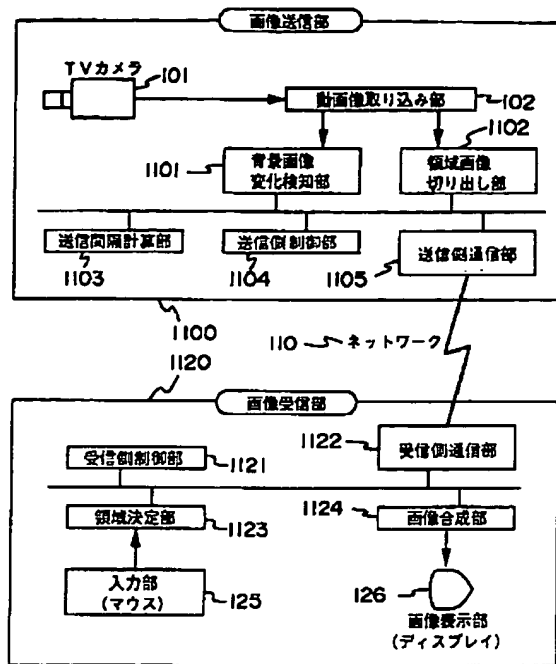 画像送信部
TVカメラ
101
動画像取り込み部
102
1102
1101
背景画像
変化検知部
領域画像
切り出し部
送信間隔計算部
送信側制御部
送信側通信部
1103
1104
1105
1100
110
ネットワーク
1120
画像受信部
1122
受信側通信部
受信側制御部
1121
1124
領域決定部
1123
画像合成部
入力部
(マウス)
125
126
画像表示部
(ディスプレイ)